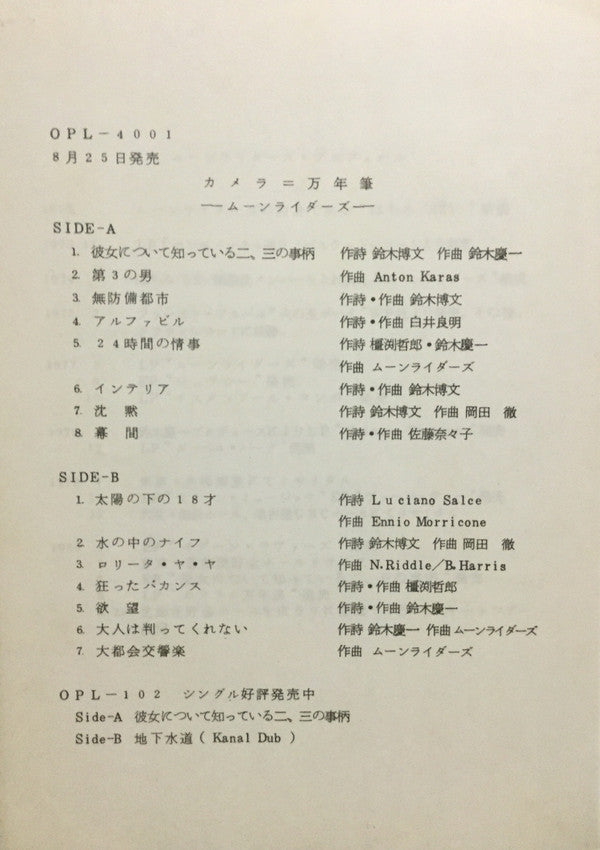 OPL-4001
8月25日発売
カメラ=万年筆
——ムーンライダーズ——
SIDE-A
1. 彼女について知っている二、三の事柄 作詩 鈴木博文 作曲 鈴木慶一
2. 第3の男 作曲 Anton Karas
3. 無防備都市 作詩・作曲 鈴木博文
4. アルファビル 作詩・作曲 白井良明
5. 24時間の情事 作詩 橿渕哲郎・鈴木慶一
作曲 ムーンライダーズ
6. インテリア 作詩・作曲 鈴木博文
7. 沈黙 作詩 鈴木博文 作曲 岡田 徹
8. 幕間 作詩・作曲 佐藤奈々子
SIDE-B
1. 太陽の下の18才 作詩 Luciano Salce
作曲 Ennio Morricone
2. 水の中のナイフ 作詩 鈴木博文 作曲 岡田 徹
3. ロリータ・ヤ・ヤ 作曲 N.Riddle/B.Harris
4. 狂ったバカンス 作詩・作曲 橿渕哲郎
5. 欲望 作詩・作曲 鈴木慶一
6. 大人は判ってくれない 作詩 鈴木慶一 作曲 ムーンライダーズ
7. 大都会交響楽 作曲 ムーンライダーズ
OPL-102 シングル好評発売中
Side-A 彼女について知っている二、三の事柄
Side-B 地下水道(Kanal Dub)